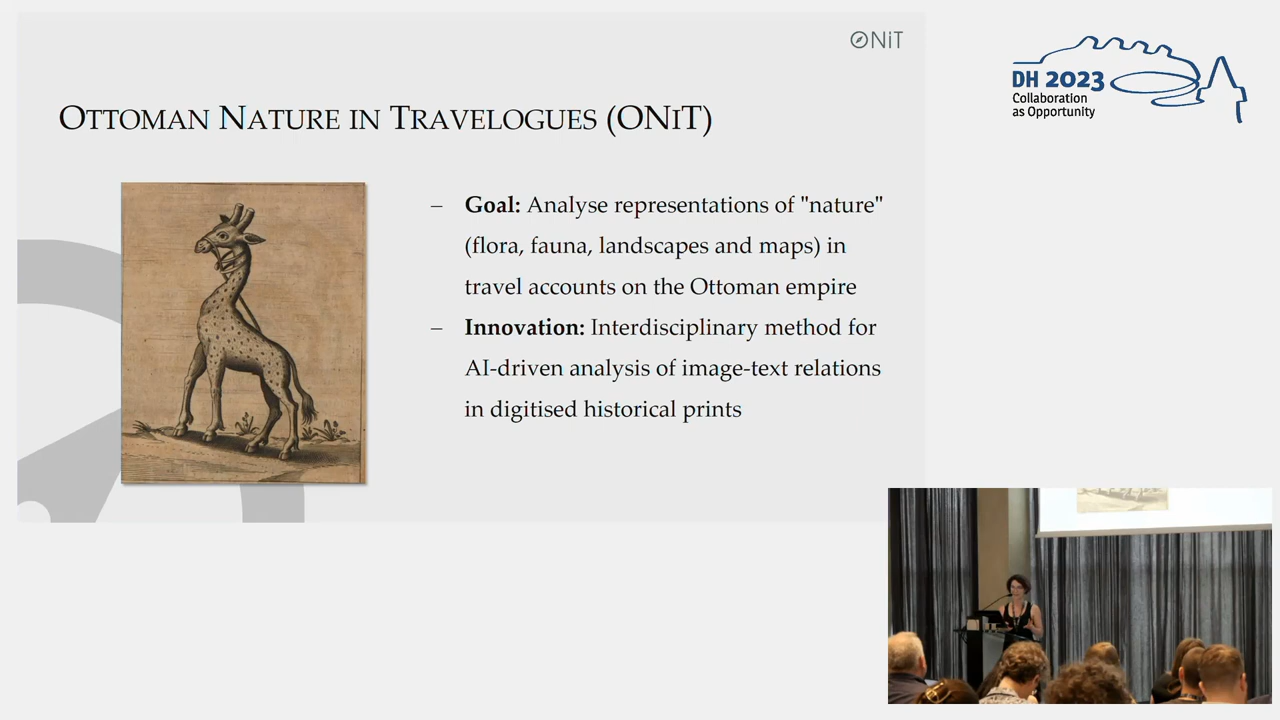 ONiT
DH 2023
Collaboration
as Opportunity
OTTOMAN NATURE IN TRAVELOGUES (ONIT)
– Goal: Analyse representations of "nature"
(flora, fauna, landscapes and maps) in
travel accounts on the Ottoman empire
– Innovation: Interdisciplinary method for
AI-driven analysis of image-text relations
in digitised historical prints